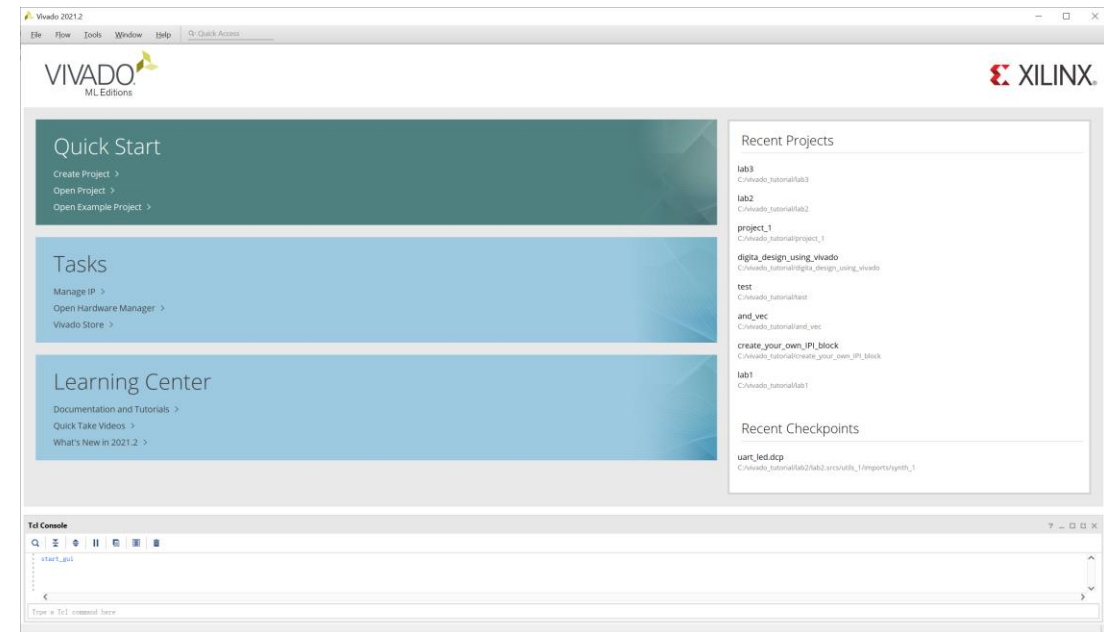 Vivado 2021.2
File Flow Tools Window Help Quick Access
VIVADO.
ML Editions
XILINX®
Quick Start
Create Project >
Open Project >
Open Example Project >
Tasks
Manage IP >
Open Hardware Manager >
Vivado Store >
Learning Center
Documentation and Tutorials >
Quick Take Videos >
What's New in 2021.2 >
Recent Projects
lab3
C:/vivado_tutorial/lab3
lab2
C:/vivado_tutorial/lab2
project_1
C:/vivado_tutorial/project_1
digita_design_using_vivado
C:/vivado_tutorial/digita_design_using_vivado
test
C:/vivado_tutorial/test
and_vec
C:/vivado_tutorial/and_vec
create_your_own_IPI_block
C:/vivado_tutorial/create_your_own_IPI_block
lab1
C:/vivado_tutorial/lab1
Recent Checkpoints
uart_led.dcp
C:/vivado_tutorial/lab2/lab2.srcs/utils_1/imports/synth_1
Tcl Console
start_gui
Type a Tcl command here